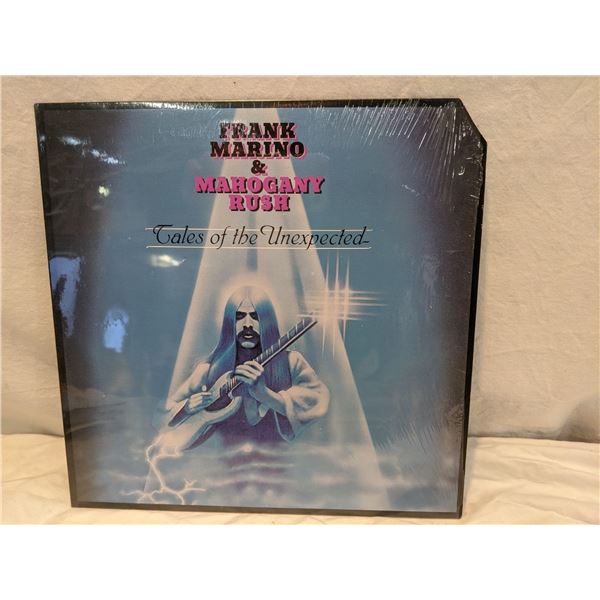 FRANK
MARINO
&
MAHOGANY
RUSH
Tales of the Unexpected